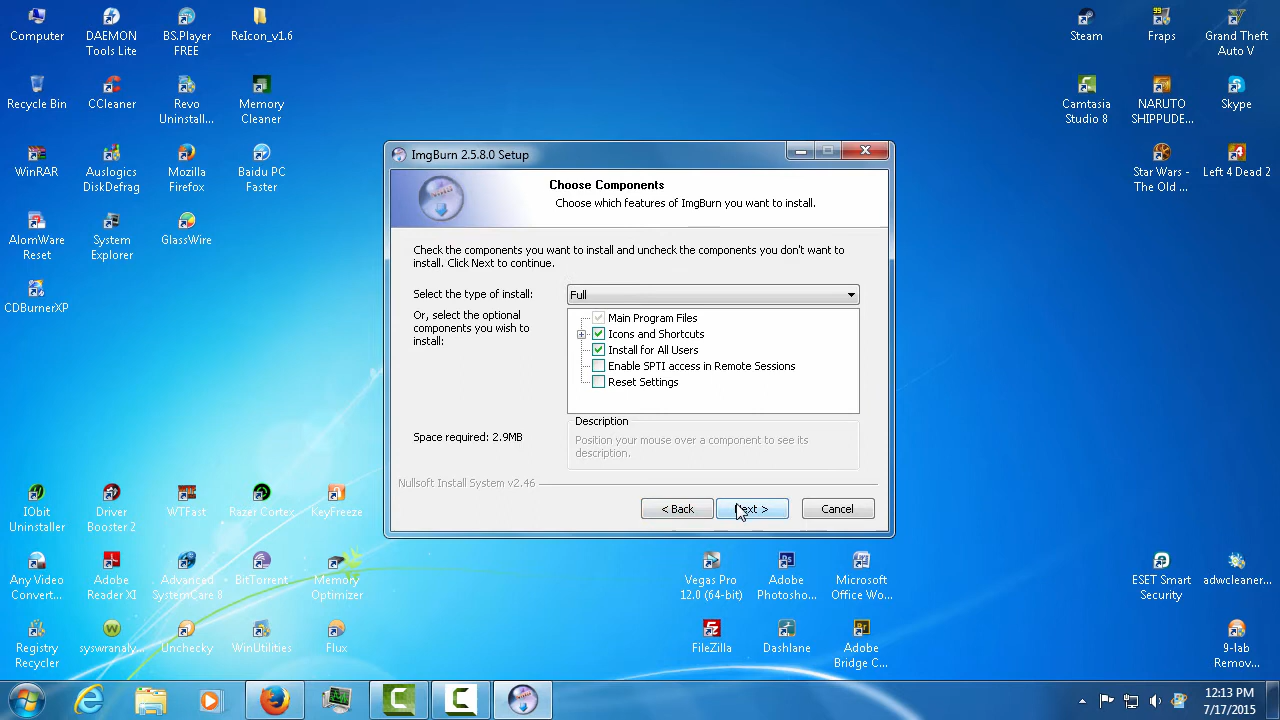 Computer
DAEMON
Tools Lite
BS.Player
FREE
ReIcon_v1.6
Steam
99
Fraps
Grand Theft
Auto V
Recycle Bin
CCleaner
Revo
Uninstall...
Memory
Cleaner
Camtasia
Studio 8
NARUTO
SHIPPUDE...
Skype
WinRAR
Auslogics
DiskDefrag
Mozilla
Firefox
Baidu PC
Faster
Star Wars -
The Old ...
Left 4 Dead 2
AlomWare
Reset
System
Explorer
GlassWire
CDBurnerXP
ImgBurn 2.5.8.0 Setup
Choose Components
Choose which features of ImgBurn you want to install.
Check the components you want to install and uncheck the components you don't want to
install. Click Next to continue.
Select the type of install:
Full
Or, select the optional
components you wish to
install:
Main Program Files
Icons and Shortcuts
Install for All Users
Enable SPTI access in Remote Sessions
Reset Settings
Space required: 2.9MB
Description
Position your mouse over a component to see its
description.
Nullsoft Install System v2.46
< Back
Next >
Cancel
IObit
Uninstaller
Driver
Booster 2
WTFast
Razer Cortex
KeyFreeze
Any Video
Convert...
Adobe
Reader XI
Advanced
SystemCare 8
BitTorrent
Memory
Optimizer
Vegas Pro
12.0 (64-bit)
Adobe
Photosho...
Microsoft
Office Wo...
ESET Smart
Security
adwcleaner...
Registry
Recycler
syswranaly...
Unchecky
WinUtilities
Flux
FileZilla
Dashlane
Adobe
Bridge C...
9-lab
Remov...
12:13 PM
7/17/2015